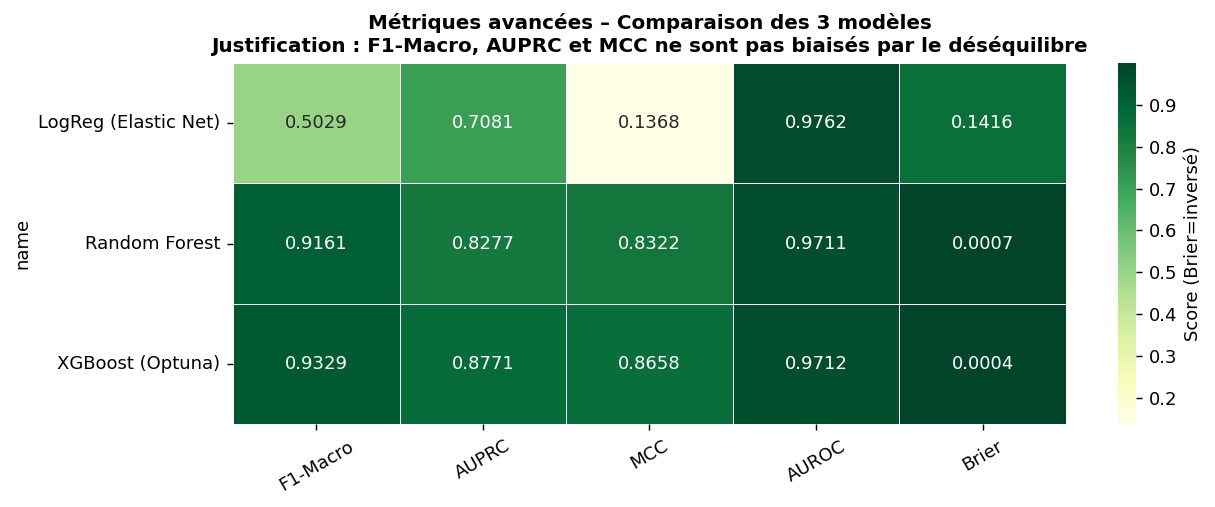 Métriques avancées – Comparaison des 3 modèles
Justification : F1-Macro, AUPRC et MCC ne sont pas biaisés par le déséquilibre
name
LogReg (Elastic Net) 0.5029 0.7081 0.1368 0.9762 0.1416
Random Forest 0.9161 0.8277 0.8322 0.9711 0.0007
XGBoost (Optuna) 0.9329 0.8771 0.8658 0.9712 0.0004
F1-Macro AUPRC MCC AUROC Brier
0.9
0.8
0.7
0.6
0.5
0.4
0.3
0.2
Score (Brier=inversé)